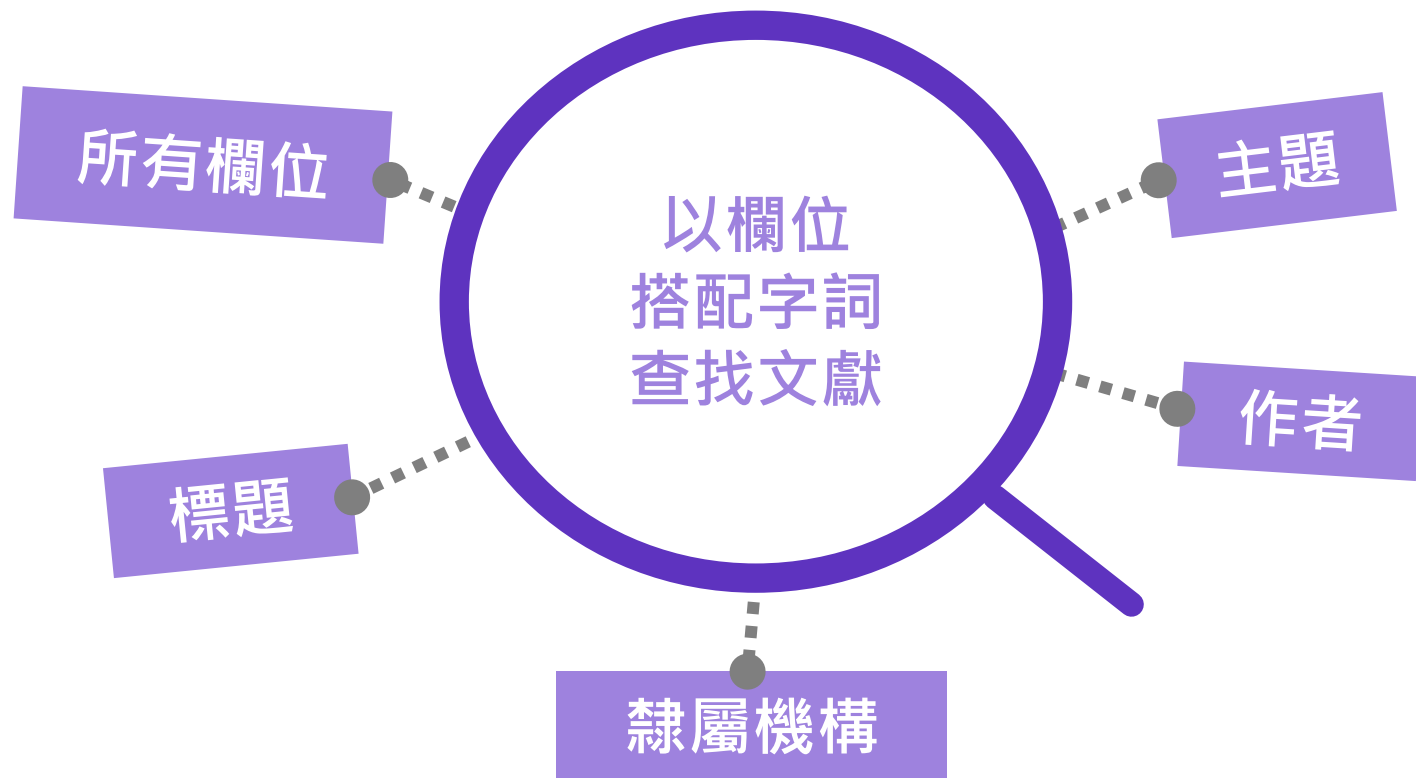 所有欄位
主題
以欄位
搭配字詞
查找文獻
作者
標題
隸屬機構